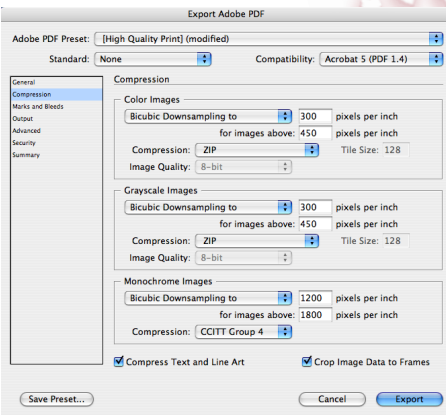 Export Adobe PDF
Adobe PDF Preset: [High Quality Print] (modified)
Standard: None Compatibility: Acrobat 5 (PDF 1.4)
General
Compression
Marks and Bleeds
Output
Advanced
Security
Summary
Compression
Color Images
Bicubic Downsampling to 300 pixels per inch
for images above: 450 pixels per inch
Compression: ZIP Tile Size: 128
Image Quality: 8-bit
Grayscale Images
Bicubic Downsampling to 300 pixels per inch
for images above: 450 pixels per inch
Compression: ZIP Tile Size: 128
Image Quality: 8-bit
Monochrome Images
Bicubic Downsampling to 1200 pixels per inch
for images above: 1800 pixels per inch
Compression: CCITT Group 4
Compress Text and Line Art Crop Image Data to Frames
Save Preset... Cancel Export